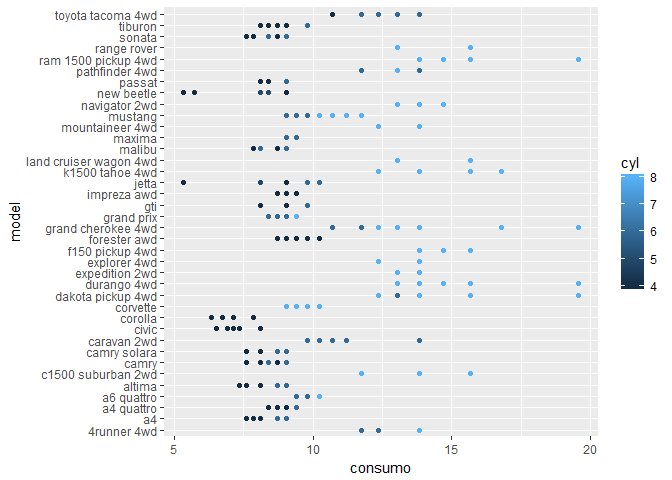 toyota tacoma 4wd
tiburon
sonata
range rover
ram 1500 pickup 4wd
pathfinder 4wd
passat
new beetle
navigator 2wd
mustang
mountaineer 4wd
maxima
malibu
land cruiser wagon 4wd
k1500 tahoe 4wd
jetta
impreza awd
gti
grand prix
grand cherokee 4wd
forester awd
f150 pickup 4wd
explorer 4wd
expedition 2wd
durango 4wd
dakota pickup 4wd
corvette
corolla
civic
caravan 2wd
camry solara
camry
c1500 suburban 2wd
altima
a6 quattro
a4 quattro
a4
4runner 4wd
model
5 10 15 20
consumo
cyl
8
7
6
5
4